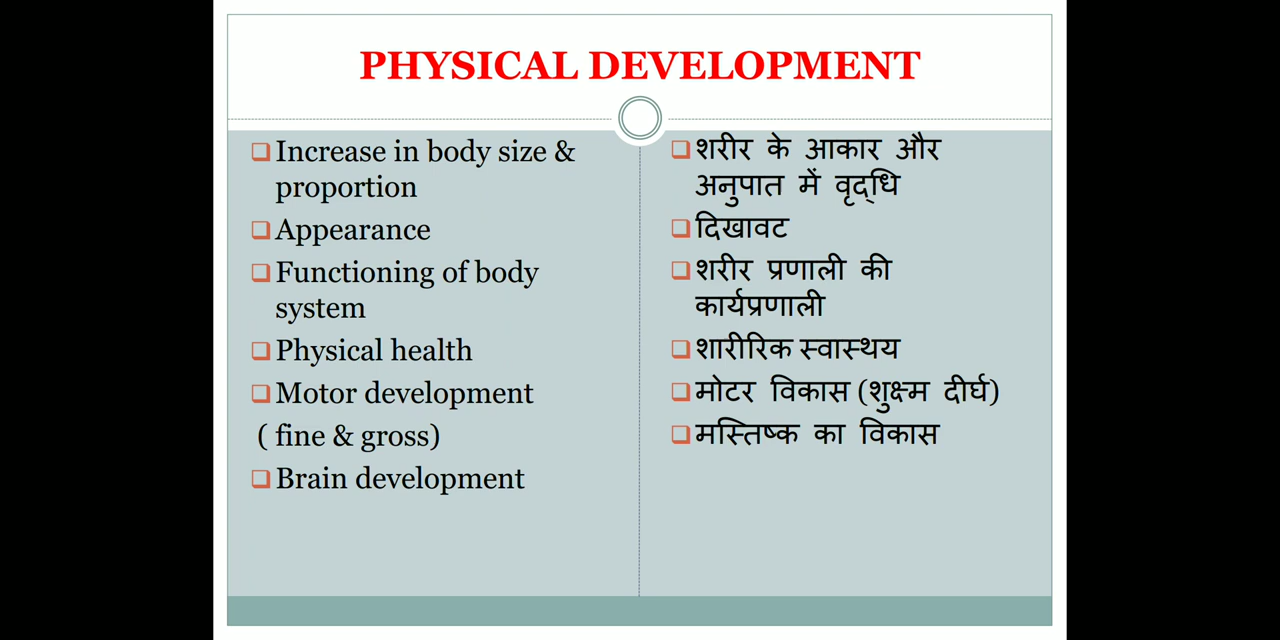 PHYSICAL DEVELOPMENT
Increase in body size &
proportion
Appearance
Functioning of body
system
Physical health
Motor development
( fine & gross)
Brain development
शरीर के आकार और
अनुपात में वृद्धि
दिखावट
शरीर प्रणाली की
कार्यप्रणाली
शारीरिक स्वास्थय
मोटर विकास (शुक्ष्म दीर्घ)
मस्तिष्क का विकास